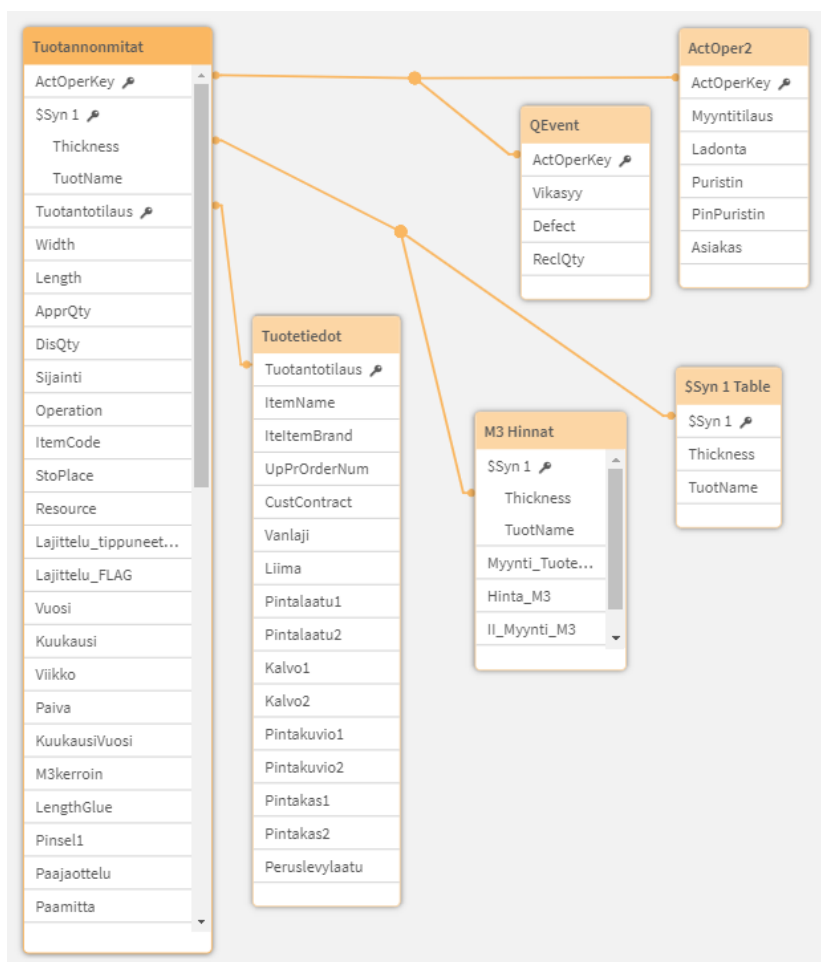 Tuotannonmitat
ActOperKey
$Syn 1
Thickness
TuotName
Tuotantotilaus
Width
Length
ApprQty
DisQty
Sijainti
Operation
ItemCode
StoPlace
Resource
Lajittelu_tippuneet...
Lajittelu_FLAG
Vuosi
Kuukausi
Viikko
Paiva
KuukausiVuosi
M3kerroin
LengthGlue
Pinsel1
Paajaottelu
Paamitta
Tuotetiedot
Tuotantotilaus
ItemName
IteItemBrand
UpPrOrderNum
CustContract
Vanlaji
Liima
Pintalaatu1
Pintalaatu2
Kalvo1
Kalvo2
Pintakuvio1
Pintakuvio2
Pintakas1
Pintakas2
Peruslevylaatu
QEvent
ActOperKey
Vikasyy
Defect
ReclQty
ActOper2
ActOperKey
Myyntitilaus
Ladonta
Puristin
PinPuristin
Asiakas
M3 Hinnat
$Syn 1
Thickness
TuotName
Myynti_Tuote...
Hinta_M3
II_Myynti_M3
$Syn 1 Table
$Syn 1
Thickness
TuotName